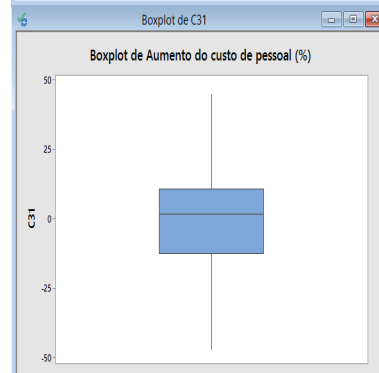 Boxplot de C31
Boxplot de Aumento do custo de pessoal (%)
50
25
0
-25
-50
C31